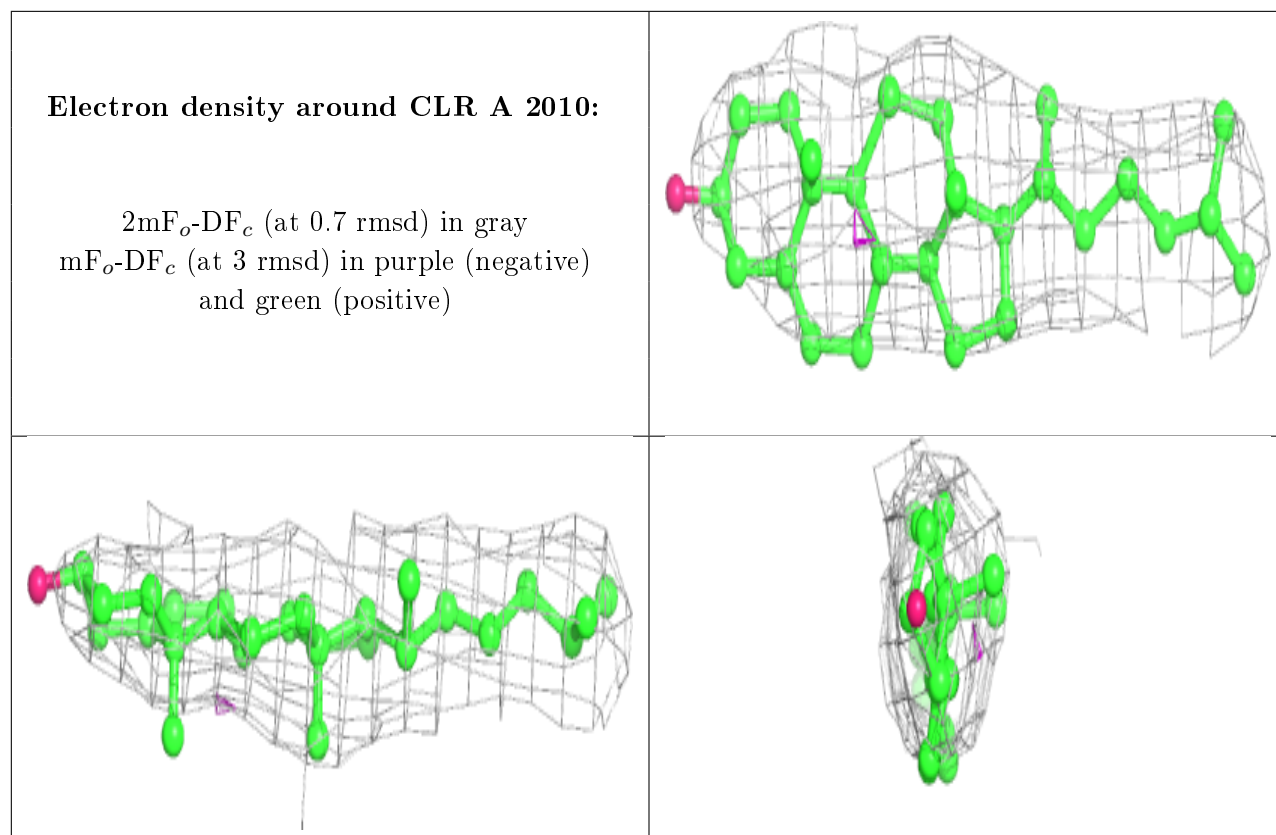 Electron density around CLR A 2010:
2mFₒ-DF𝒸 (at 0.7 rmsd) in gray
mFₒ-DF𝒸 (at 3 rmsd) in purple (negative)
and green (positive)